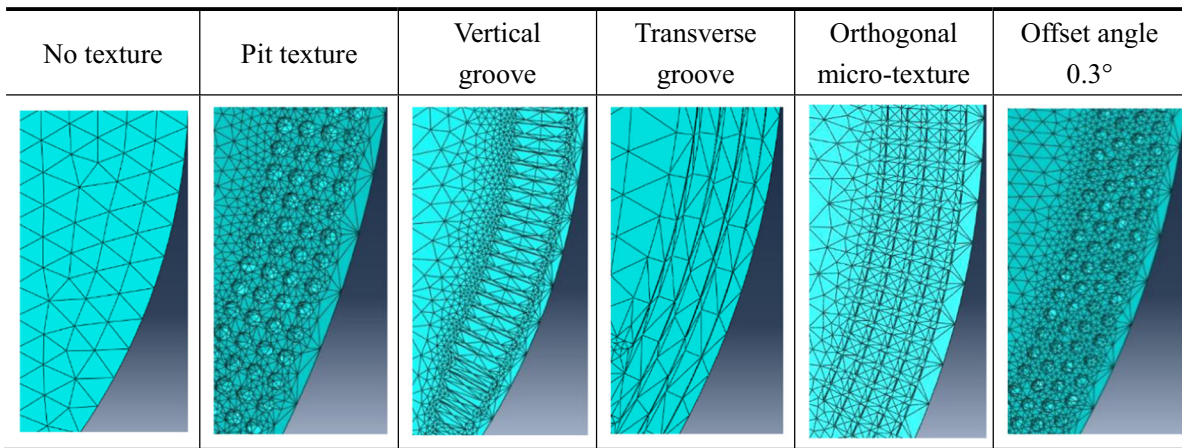 No texture
Pit texture
Vertical
groove
Transverse
groove
Orthogonal
micro-texture
Offset angle
0.3°